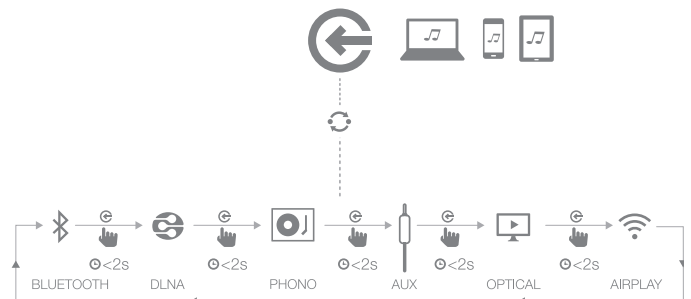 <2s <2s <2s <2s <2s
BLUETOOTH DLNA PHONO AUX OPTICAL AIRPLAY